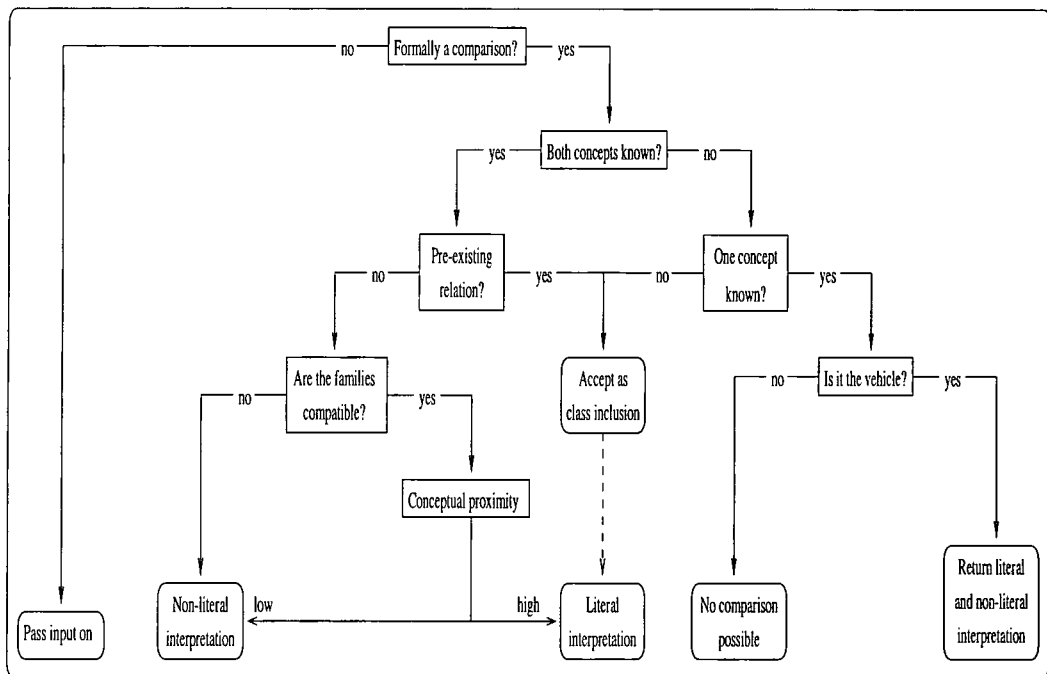 no
Formally a comparison?
yes
yes
Both concepts known?
no
no
Pre-existing
relation?
yes
no
One concept
known?
yes
no
Are the families
compatible?
yes
Accept as
class inclusion
no
Is it the vehicle?
yes
Conceptual proximity
Pass input on
Non-literal
interpretation
low
high
Literal
interpretation
No comparison
possible
Return literal
and non-literal
interpretation